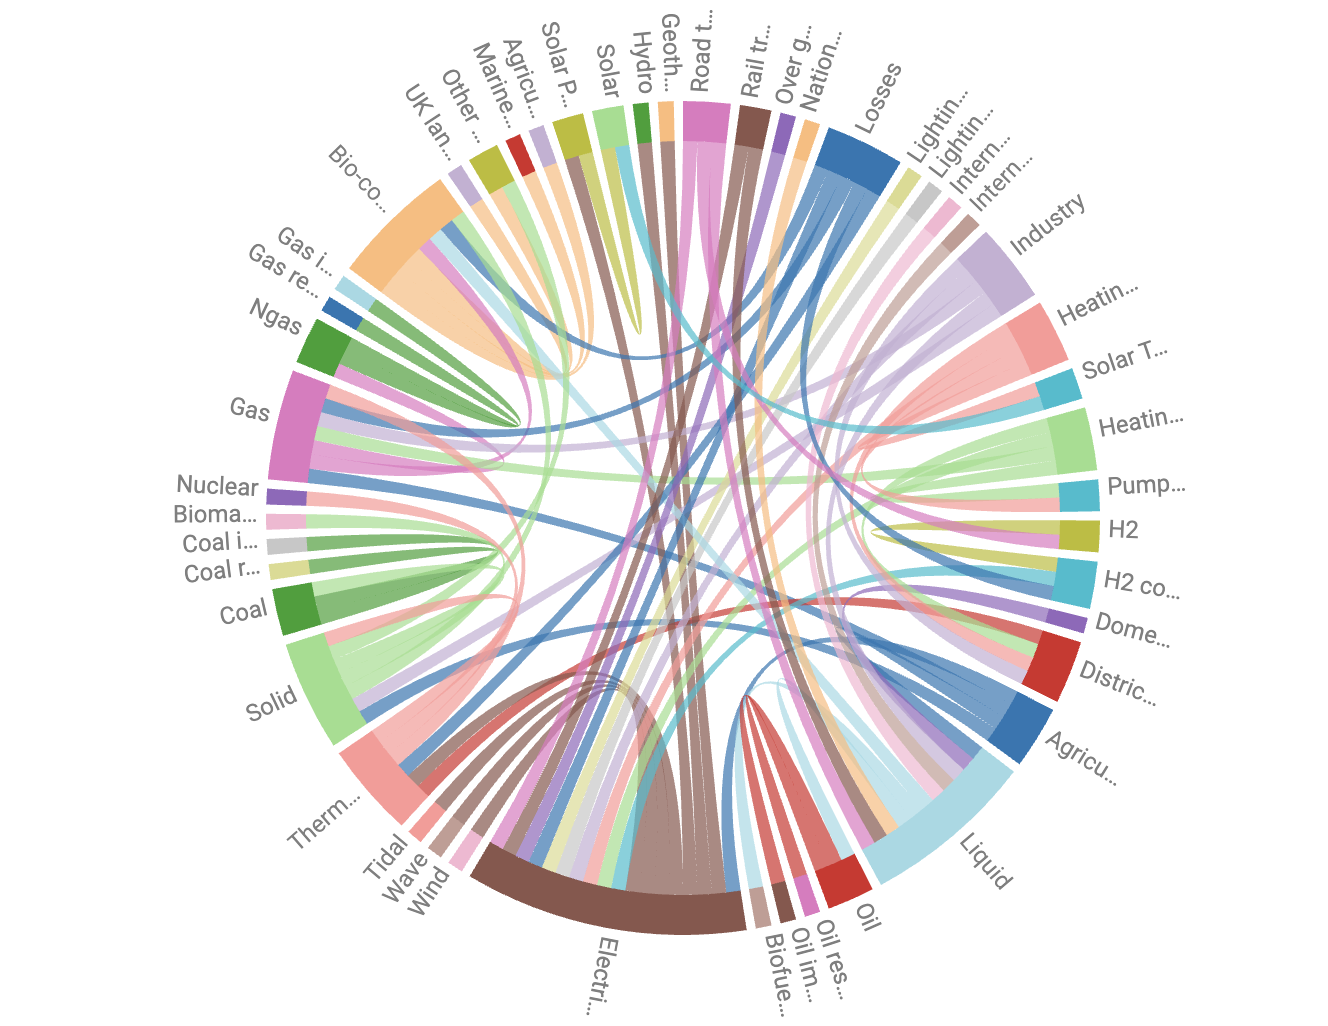 Road t...
Rail tr...
Over g...
Nation...
Losses
Lightin...
Lightin...
Intern...
Intern...
Industry
Heatin...
Solar T...
Heatin...
Pump...
H2
H2 co...
Dome...
Distric...
Agricu...
Liquid
Oil
Oil res...
Oil im...
Biofue...
Electri...
Wind
Wave
Tidal
Therm...
Solid
Coal
Coal r...
Coal i...
Bioma...
Nuclear
Gas
Ngas
Gas re...
Gas i...
Bio-co...
UK lan...
Other ...
Marine...
Agricu...
Solar P...
Solar
Hydro
Geoth...